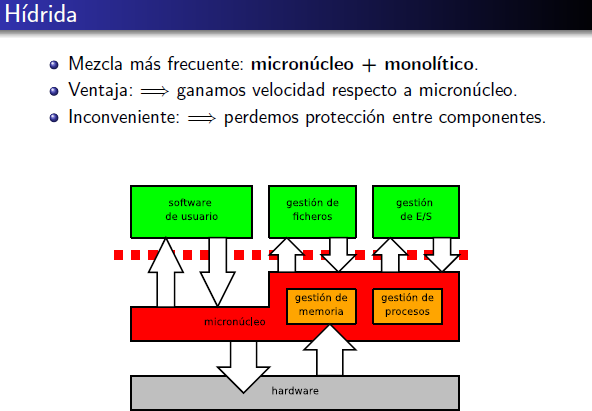 Hídrida
Mezcla más frecuente: micronúcleo + monolítico.
Ventaja: ⟹ ganamos velocidad respecto a micronúcleo.
Inconveniente: ⟹ perdemos protección entre componentes.
software
de usuario
gestión de
ficheros
gestión
de E/S
gestión de
memoria
gestión de
procesos
micronúcleo
hardware